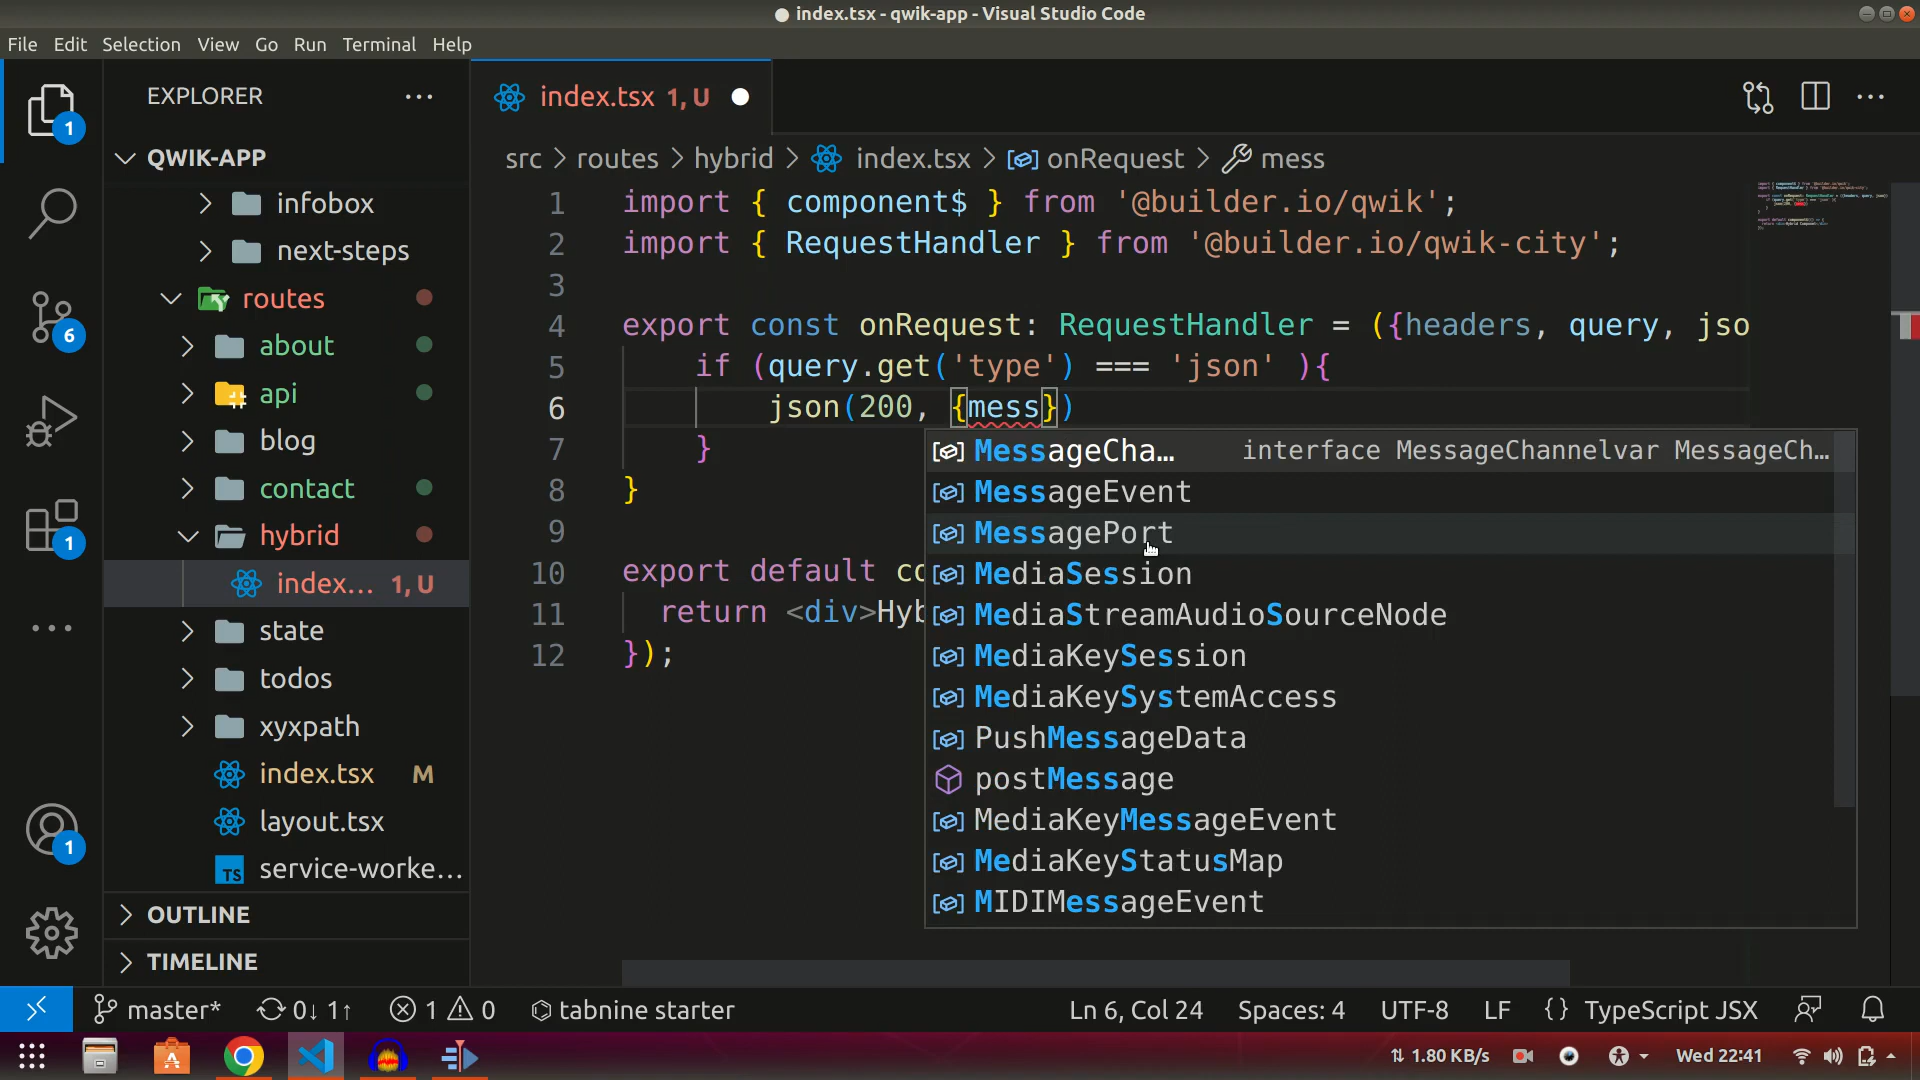 index.tsx - qwik-app - Visual Studio Code
File Edit Selection View Go Run Terminal Help
EXPLORER
QWIK-APP
infobox
next-steps
routes
about
api
blog
contact
hybrid
index... 1, U
state
todos
xyxpath
index.tsx M
layout.tsx
service-worke...
OUTLINE
TIMELINE
1
6
1
1
index.tsx 1, U
src > routes > hybrid > index.tsx > onRequest > mess
1 import { component$ } from '@builder.io/qwik';
2 import { RequestHandler } from '@builder.io/qwik-city';
3
4 export const onRequest: RequestHandler = ({headers, query, jso
5 if (query.get('type') === 'json' ){
6 json(200, {mess})
7 }
8 }
9
10 export default co
11 return <div>Hyb
12 });
MessageCha... interface MessageChannelvar MessageCh...
MessageEvent
MessagePort
MediaSession
MediaStreamAudioSourceNode
MediaKeySession
MediaKeySystemAccess
PushMessageData
postMessage
MediaKeyMessageEvent
MediaKeyStatusMap
MIDIMessageEvent
master* 0↓ 1↑ 1 0 tabnine starter Ln 6, Col 24 Spaces: 4 UTF-8 LF {} TypeScript JSX
1.80 KB/s Wed 22:41